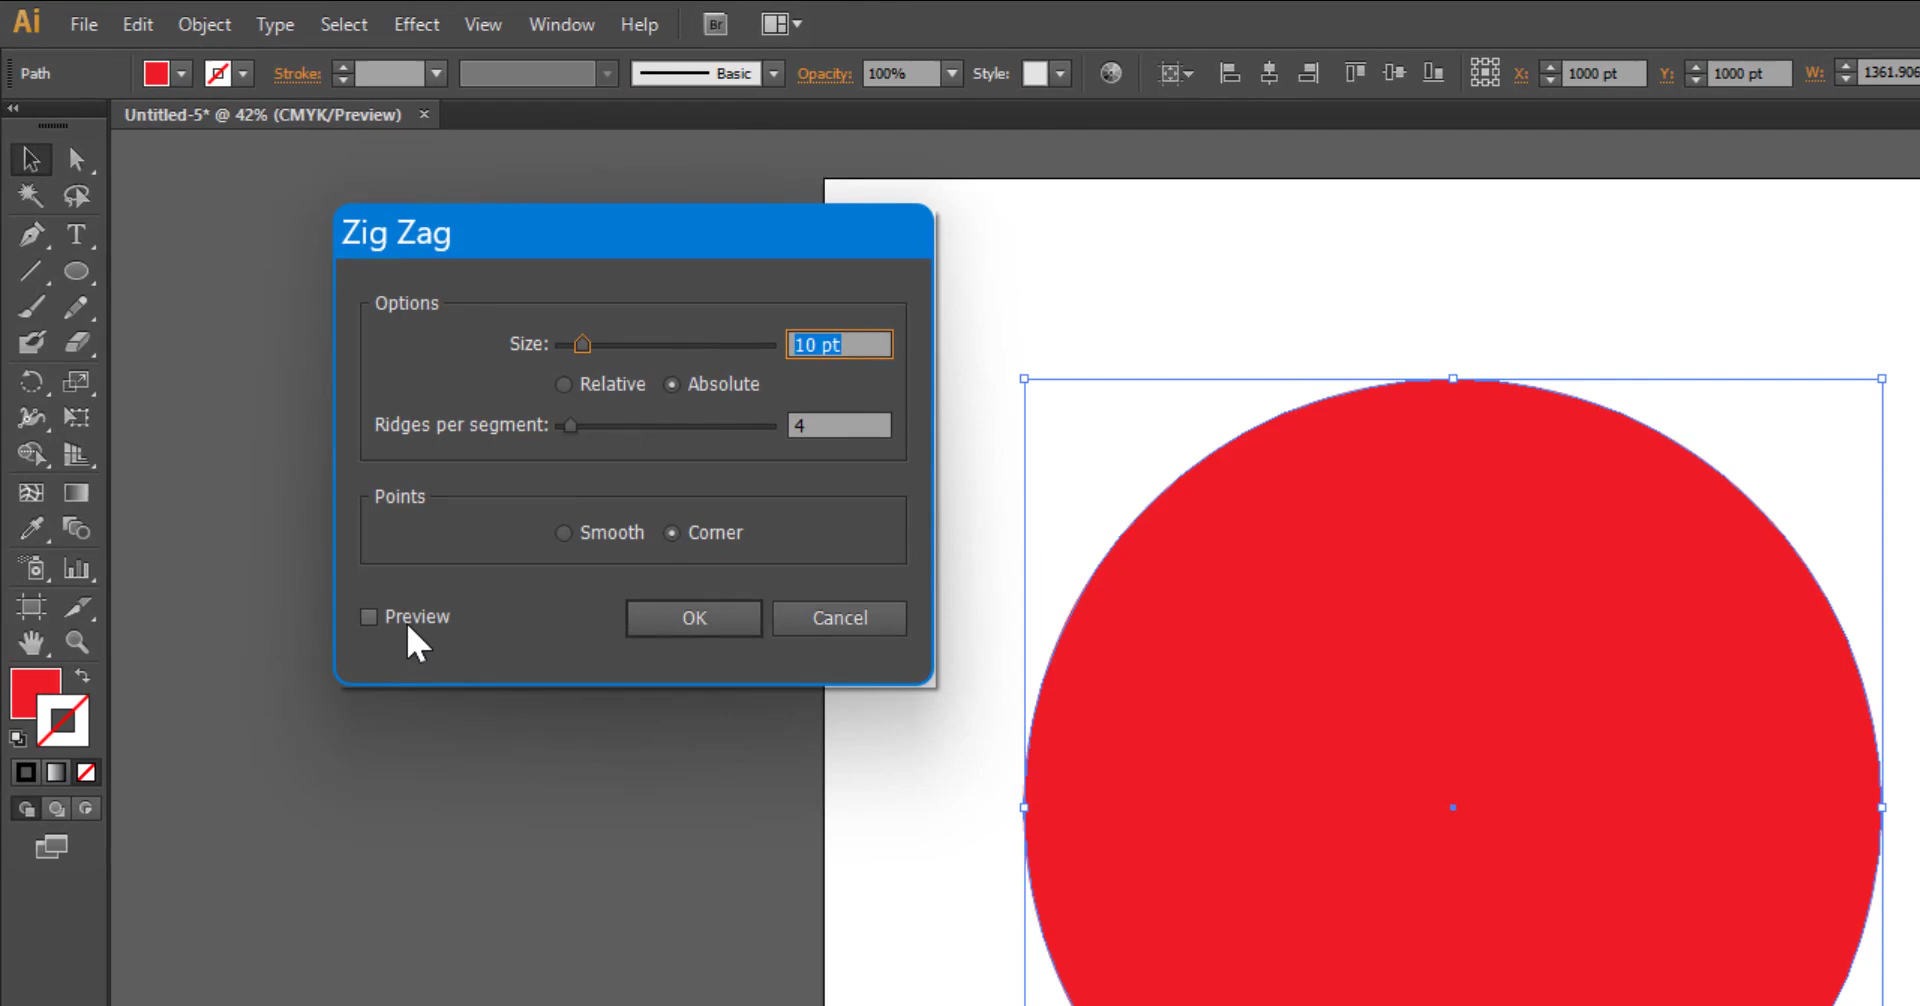 Ai File Edit Object Type Select Effect View Window Help Br
Path Stroke: Basic Opacity: 100% Style: X: 1000 pt Y: 1000 pt W: 1361.906
Untitled-5* @ 42% (CMYK/Preview) ×
Zig Zag
Options
Size: 10 pt
Relative Absolute
Ridges per segment: 4
Points
Smooth Corner
Preview OK Cancel